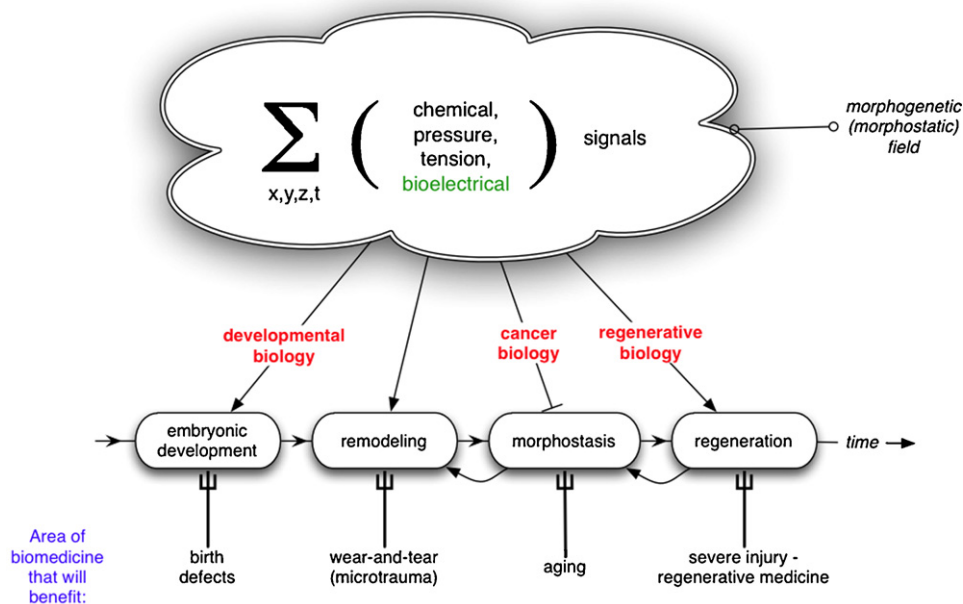 chemical,
pressure,
tension,
bioelectrical
∑ ( ) signals
x,y,z,t
morphogenetic
(morphostatic)
field
developmental
biology
cancer
biology
regenerative
biology
embryonic
development
remodeling
morphostasis
regeneration
time
Area of
biomedicine
that will
benefit:
birth
defects
wear-and-tear
(microtrauma)
aging
severe injury -
regenerative medicine